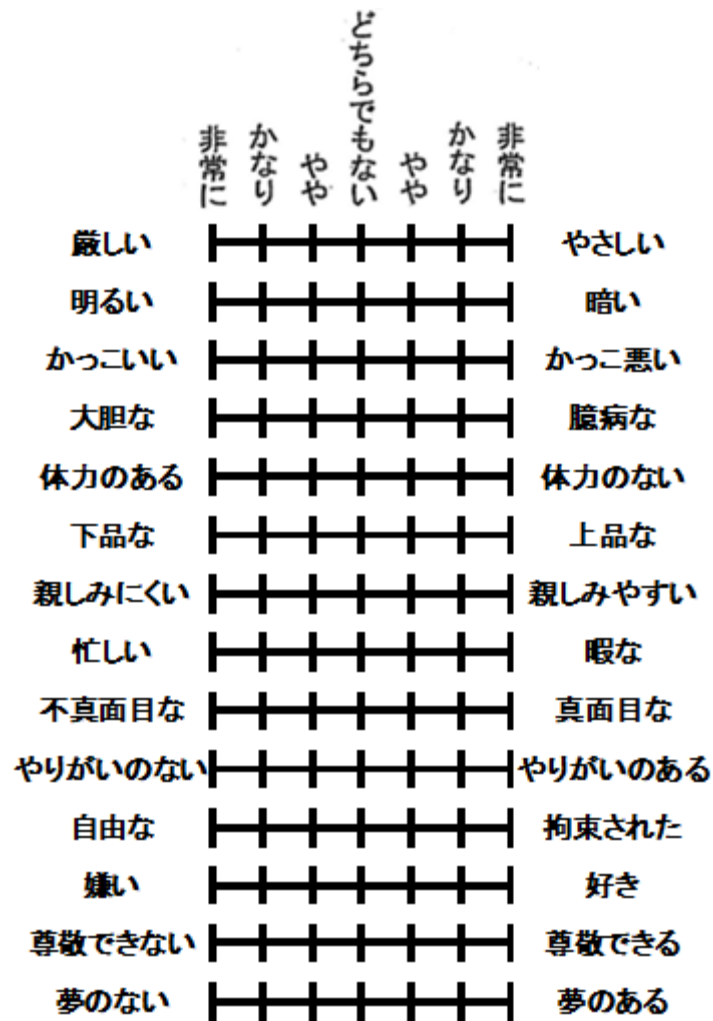 非常に かなり やや どちらでもない やや かなり 非常に
厳しい やさしい
明るい 暗い
かっこいい かっこ悪い
大胆な 臆病な
体力のある 体力のない
下品な 上品な
親しみにくい 親しみやすい
忙しい 暇な
不真面目な 真面目な
やりがいのない やりがいのある
自由な 拘束された
嫌い 好き
尊敬できない 尊敬できる
夢のない 夢のある